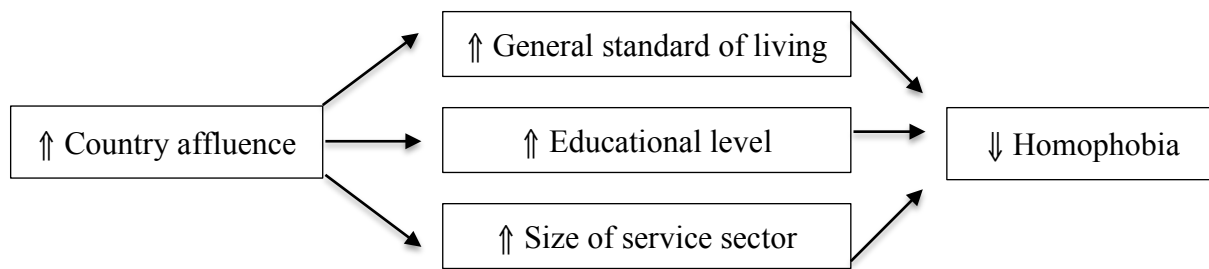 ⇑ General standard of living
⇑ Country affluence
⇑ Educational level
⇓ Homophobia
⇑ Size of service sector